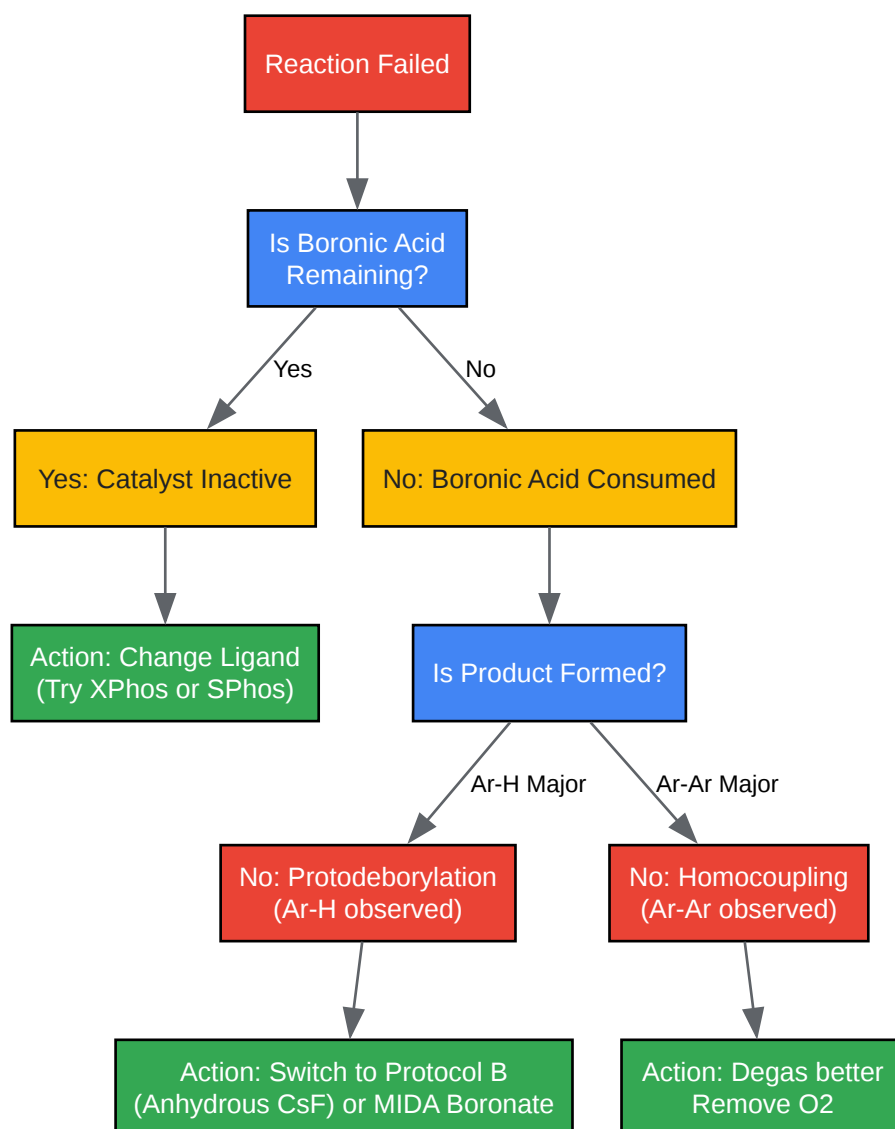 Reaction Failed
Is Boronic Acid
Remaining?
Yes
No
Yes: Catalyst Inactive
No: Boronic Acid Consumed
Action: Change Ligand
(Try XPhos or SPhos)
Is Product Formed?
Ar-H Major
Ar-Ar Major
No: Protodeborylation
(Ar-H observed)
No: Homocoupling
(Ar-Ar observed)
Action: Switch to Protocol B
(Anhydrous CsF) or MIDA Boronate
Action: Degas better
Remove O2